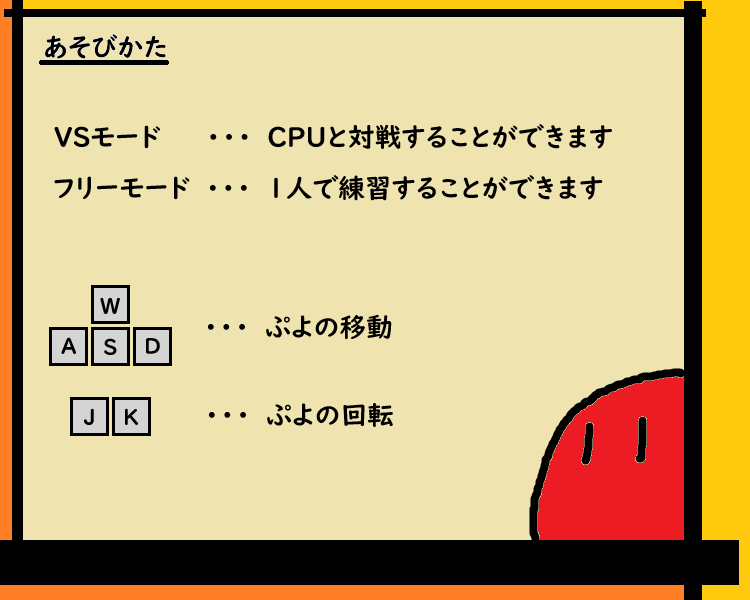 あそびかた
VSモード ・・・ CPUと対戦することができます
フリーモード ・・・ 1人で練習することができます
W
A S D ・・・ ぷよの移動
J K ・・・ ぷよの回転